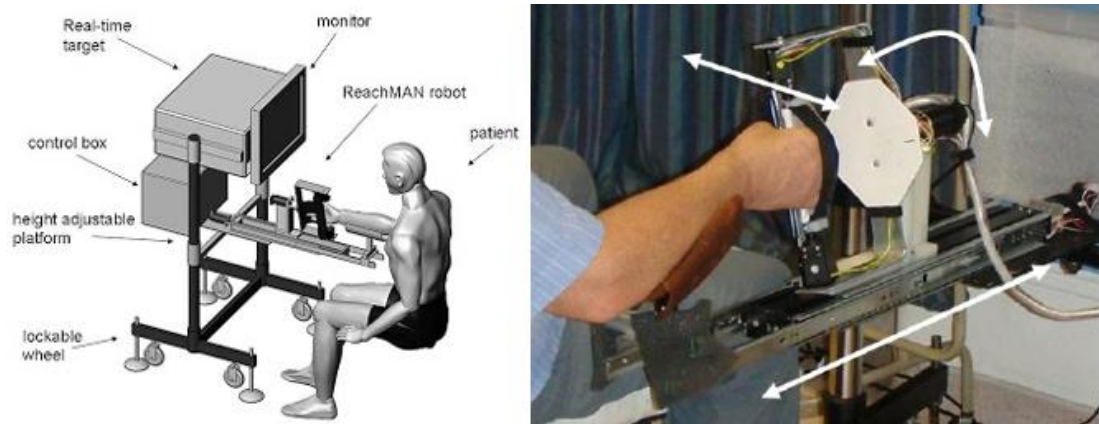 Real-time
target
monitor
ReachMAN robot
patient
control box
height adjustable
platform
lockable
wheel